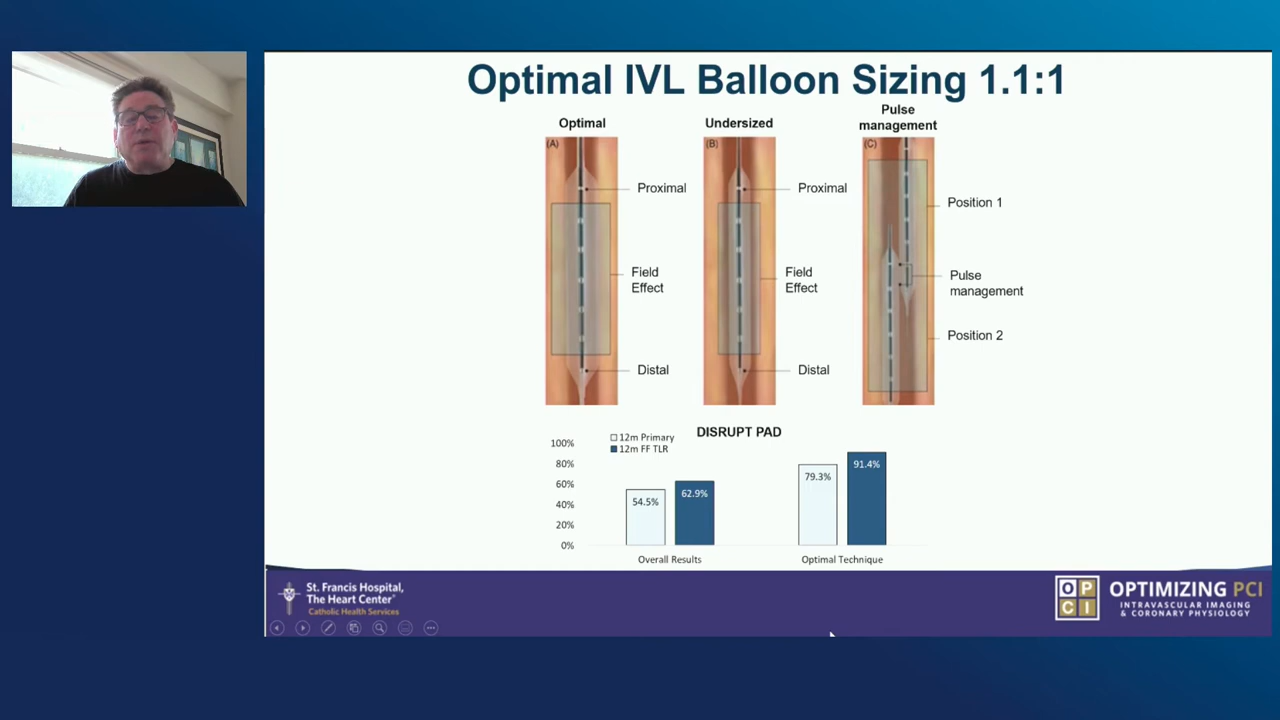 Optimal IVL Balloon Sizing 1.1:1
Optimal
Undersized
Pulse
management
(A)
(B)
(C)
Proximal
Field
Effect
Distal
Proximal
Field
Effect
Distal
Position 1
Pulse
management
Position 2
DISRUPT PAD
12m Primary
12m FF TLR
100%
80%
60%
40%
20%
0%
54.5%
62.9%
79.3%
91.4%
Overall Results
Optimal Technique
St. Francis Hospital,
The Heart Center®
Catholic Health Services
OP
CI
OPTIMIZING PCI
INTRAVASCULAR IMAGING
& CORONARY PHYSIOLOGY